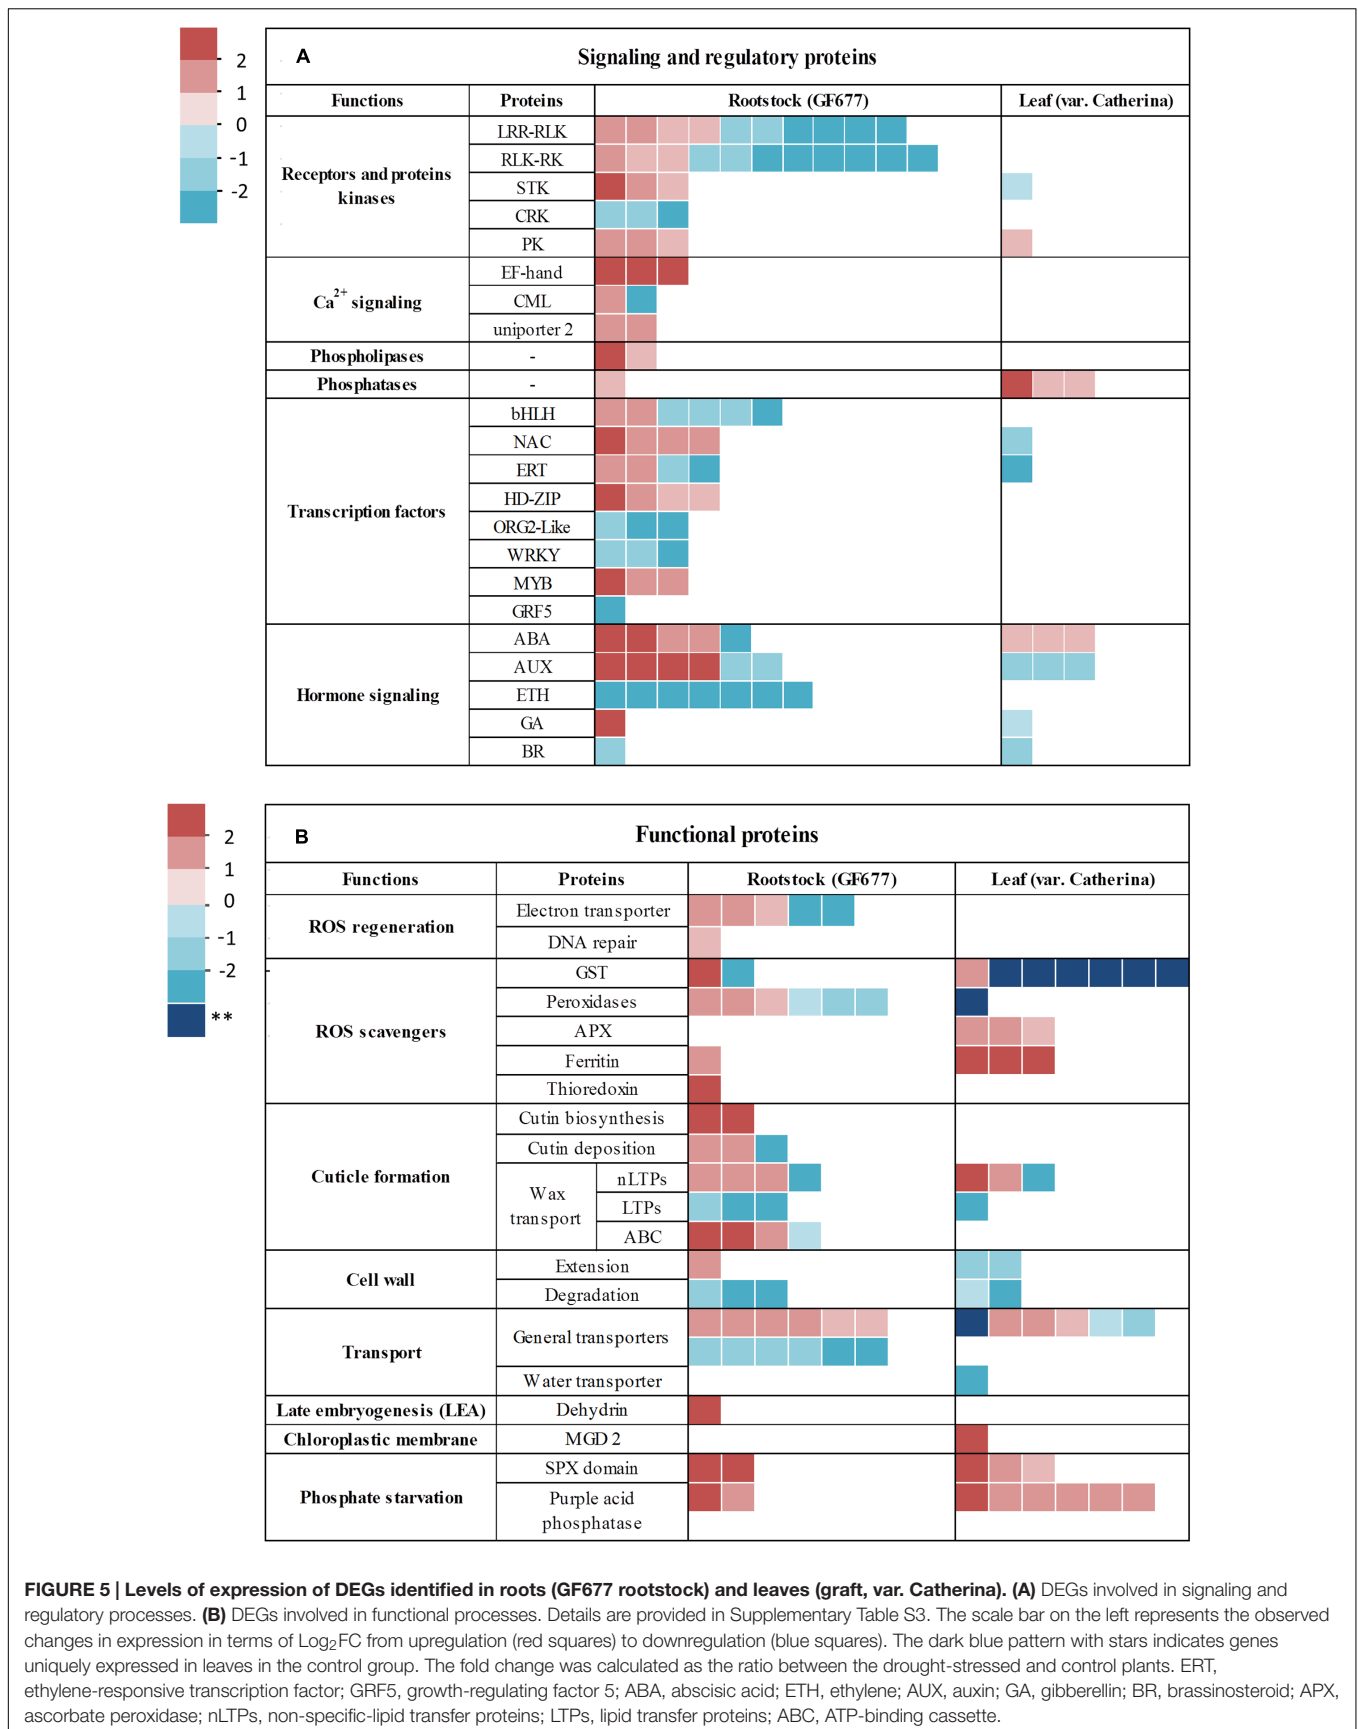 A
Signaling and regulatory proteins
2
1
0
-1
-2
Functions Proteins Rootstock (GF677) Leaf (var. Catherina)
Receptors and proteins
kinases
LRR-RLK
RLK-RK
STK
CRK
PK
Ca2+ signaling
EF-hand
CML
uniporter 2
Phospholipases -
Phosphatases -
Transcription factors
bHLH
NAC
ERT
HD-ZIP
ORG2-Like
WRKY
MYB
GRF5
Hormone signaling
ABA
AUX
ETH
GA
BR
B
Functional proteins
2
1
0
-1
-2
**
Functions Proteins Rootstock (GF677) Leaf (var. Catherina)
ROS regeneration
Electron transporter
DNA repair
ROS scavengers
GST
Peroxidases
APX
Ferritin
Thioredoxin
Cuticle formation
Cutin biosynthesis
Cutin deposition
Wax
transport
nLTPs
LTPs
ABC
Cell wall
Extension
Degradation
Transport
General transporters
Water transporter
Late embryogenesis (LEA) Dehydrin
Chloroplastic membrane MGD 2
Phosphate starvation
SPX domain
Purple acid
phosphatase
FIGURE 5 | Levels of expression of DEGs identified in roots (GF677 rootstock) and leaves (graft, var. Catherina). (A) DEGs involved in signaling and
regulatory processes. (B) DEGs involved in functional processes. Details are provided in Supplementary Table S3. The scale bar on the left represents the observed
changes in expression in terms of Log2FC from upregulation (red squares) to downregulation (blue squares). The dark blue pattern with stars indicates genes
uniquely expressed in leaves in the control group. The fold change was calculated as the ratio between the drought-stressed and control plants. ERT,
ethylene-responsive transcription factor; GRF5, growth-regulating factor 5; ABA, abscisic acid; ETH, ethylene; AUX, auxin; GA, gibberellin; BR, brassinosteroid; APX,
ascorbate peroxidase; nLTPs, non-specific-lipid transfer proteins; LTPs, lipid transfer proteins; ABC, ATP-binding cassette.